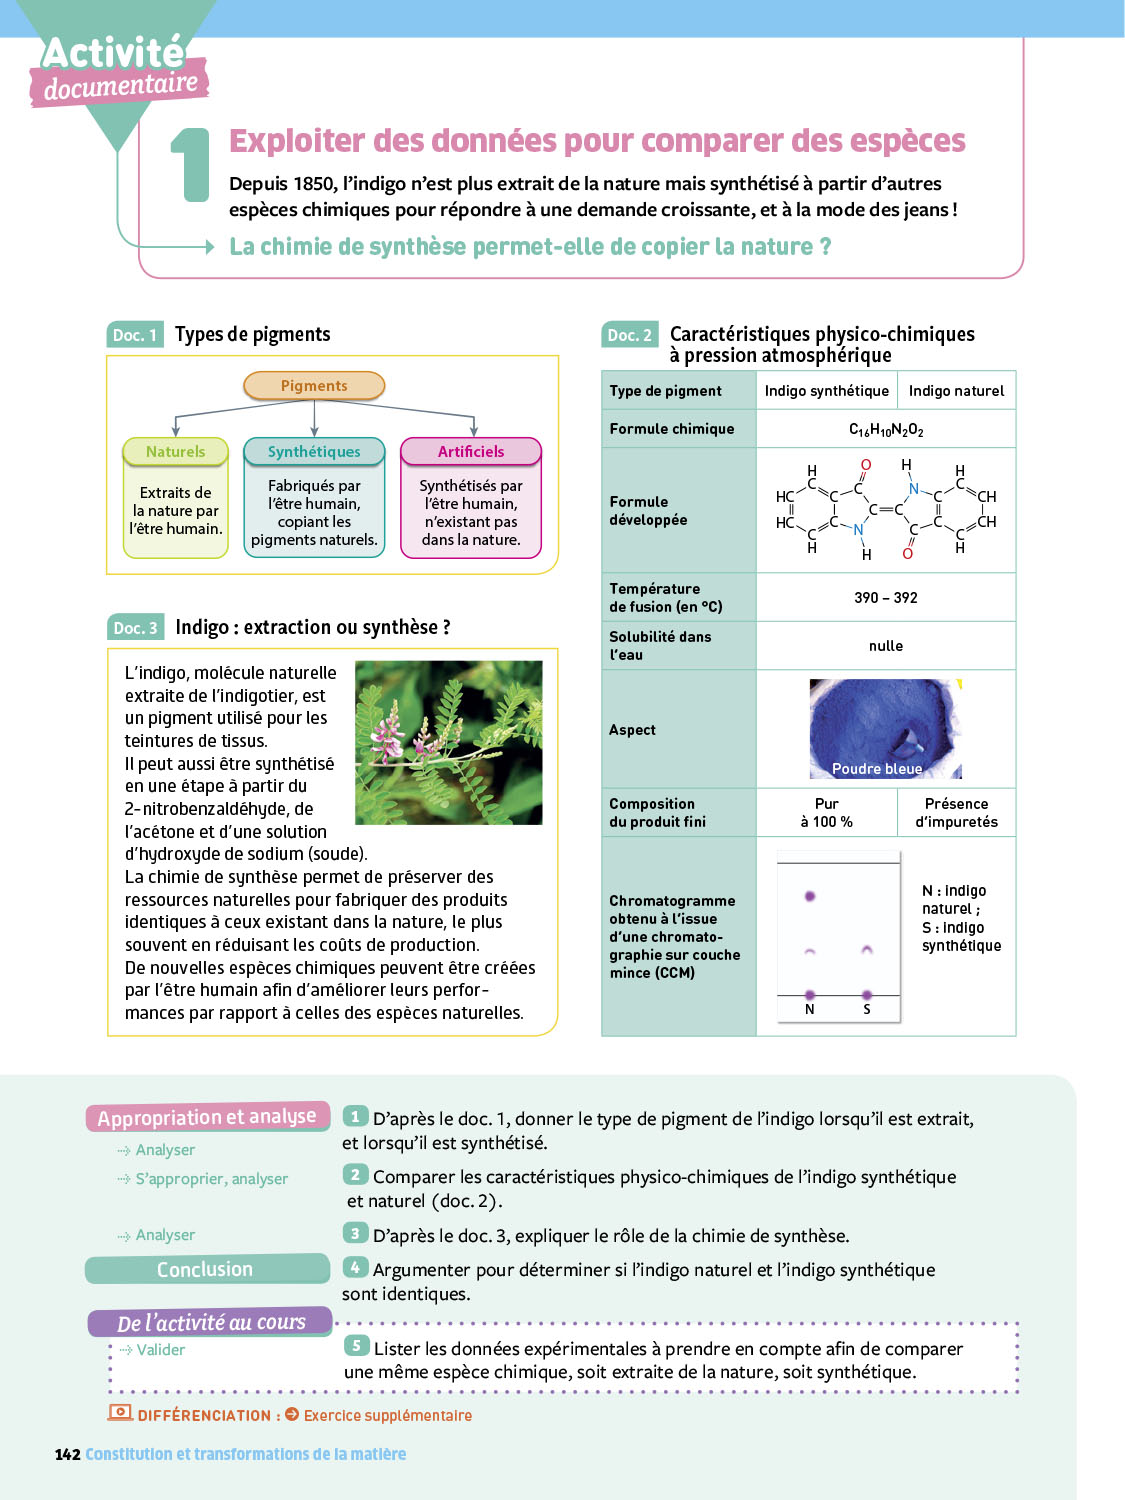 Activité
documentaire
1
Exploiter des données pour comparer des espèces
Depuis 1850, l’indigo n’est plus extrait de la nature mais synthétisé à partir d’autres
espèces chimiques pour répondre à une demande croissante, et à la mode des jeans !
La chimie de synthèse permet-elle de copier la nature ?
Doc. 1 Types de pigments
Pigments
Naturels
Extraits de
la nature par
l’être humain.
Synthétiques
Fabriqués par
l’être humain,
copiant les
pigments naturels.
Artificiels
Synthétisés par
l’être humain,
n’existant pas
dans la nature.
Doc. 3 Indigo : extraction ou synthèse ?
L’indigo, molécule naturelle
extraite de l’indigotier, est
un pigment utilisé pour les
teintures de tissus.
Il peut aussi être synthétisé
en une étape à partir du
2-nitrobenzaldéhyde, de
l’acétone et d’une solution
d’hydroxyde de sodium (soude).
La chimie de synthèse permet de préserver des
ressources naturelles pour fabriquer des produits
identiques à ceux existant dans la nature, le plus
souvent en réduisant les coûts de production.
De nouvelles espèces chimiques peuvent être créées
par l’être humain afin d’améliorer leurs perfor-
mances par rapport à celles des espèces naturelles.
Doc. 2 Caractéristiques physico-chimiques
à pression atmosphérique
Type de pigment Indigo synthétique Indigo naturel
Formule chimique C₁₆H₁₀N₂O₂
Formule
développée
H O H H
C C N C
HC C C CH
C C
HC C C CH
C N C C
H H O H
Température
de fusion (en °C)
390 – 392
Solubilité dans
l’eau
nulle
Aspect
Poudre bleue
Composition
du produit fini
Pur
à 100 %
Présence
d’impuretés
Chromatogramme
obtenu à l’issue
d’une chromato-
graphie sur couche
mince (CCM)
N S
N : indigo
naturel ;
S : indigo
synthétique
Appropriation et analyse
Analyser
1 D’après le doc. 1, donner le type de pigment de l’indigo lorsqu’il est extrait,
et lorsqu’il est synthétisé.
S’approprier, analyser
2 Comparer les caractéristiques physico-chimiques de l’indigo synthétique
et naturel (doc. 2).
Analyser
3 D’après le doc. 3, expliquer le rôle de la chimie de synthèse.
Conclusion
4 Argumenter pour déterminer si l’indigo naturel et l’indigo synthétique
sont identiques.
De l’activité au cours
Valider
5 Lister les données expérimentales à prendre en compte afin de comparer
une même espèce chimique, soit extraite de la nature, soit synthétique.
DIFFÉRENCIATION : Exercice supplémentaire
142 Constitution et transformations de la matière